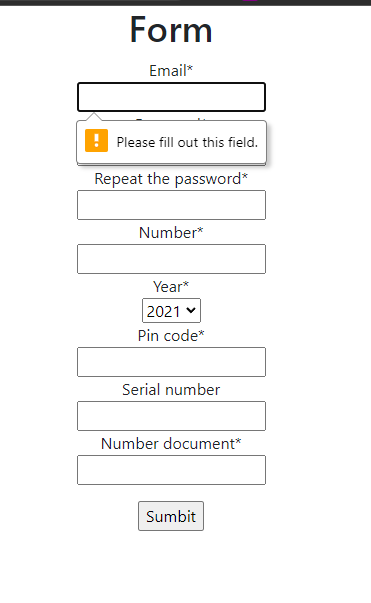 Form
Email*
Please fill out this field.
Repeat the password*
Number*
Year*
2021
Pin code*
Serial number
Number document*
Sumbit